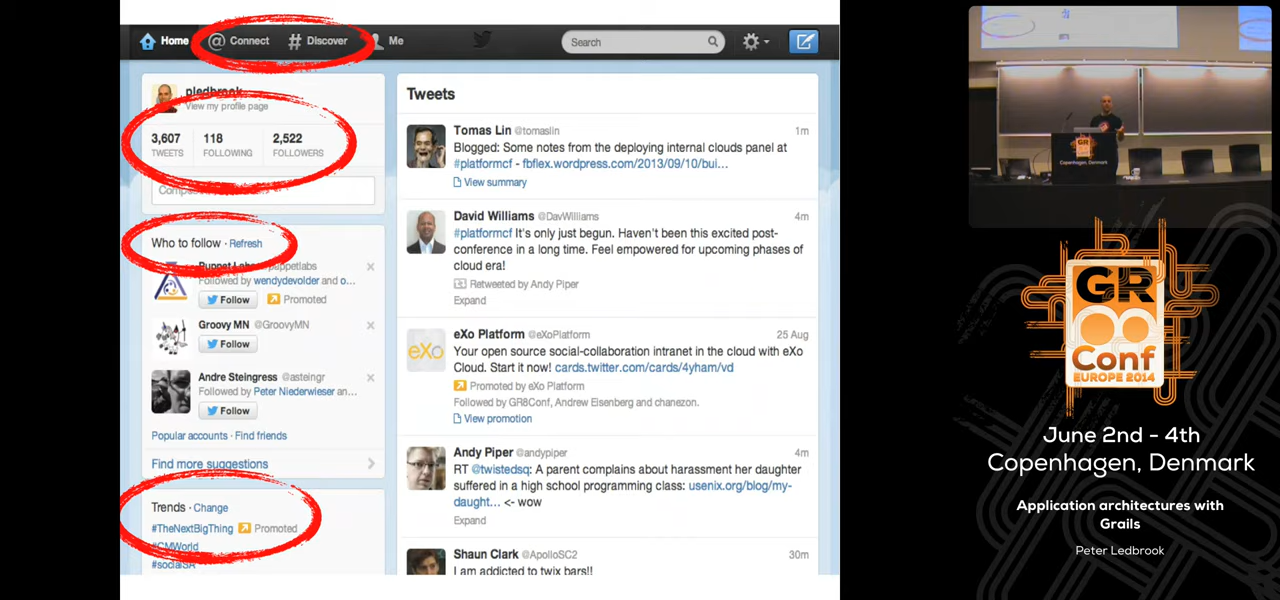 Home
Connect
Discover
Me
Search
pledbrook
View my profile page
3,607
118
2,522
TWEETS
FOLLOWING
FOLLOWERS
Who to follow · Refresh
Puppet Labs @puppetlabs
Followed by wendydevolder and o...
Follow
Promoted
Groovy MN @GroovyMN
Follow
Andre Steingress @asteingr
Followed by Peter Niederwieser an...
Follow
Popular accounts · Find friends
Find more suggestions
Trends · Change
#TheNextBigThing Promoted
#CMWorld
#socialSA
Tweets
Tomas Lin @tomaslin
1m
Blogged: Some notes from the deploying internal clouds panel at
#platformcf - fbflex.wordpress.com/2013/09/10/bui...
View summary
David Williams @DavWilliams
4m
#platformcf It's only just begun. Haven't been this excited post-
conference in a long time. Feel empowered for upcoming phases of
cloud era!
Retweeted by Andy Piper
Expand
eXo
eXo Platform @eXoPlatform
25 Aug
Your open source social-collaboration intranet in the cloud with eXo
Cloud. Start it now! cards.twitter.com/cards/4yham/vd
Promoted by eXo Platform
Followed by GR8Conf, Andrew Eisenberg and chanezon.
View promotion
Andy Piper @andypiper
4m
RT @twistedsq: A parent complains about harassment her daughter
suffered in a high school programming class: usenix.org/blog/my-
daught... <- wow
Expand
Shaun Clark @ApolloSC2
30m
I am addicted to twix bars!!
GR8
Copenhagen, Denmark
GR
8
Conf
EUROPE 2014
June 2nd - 4th
Copenhagen, Denmark
Application architectures with
Grails
Peter Ledbrook